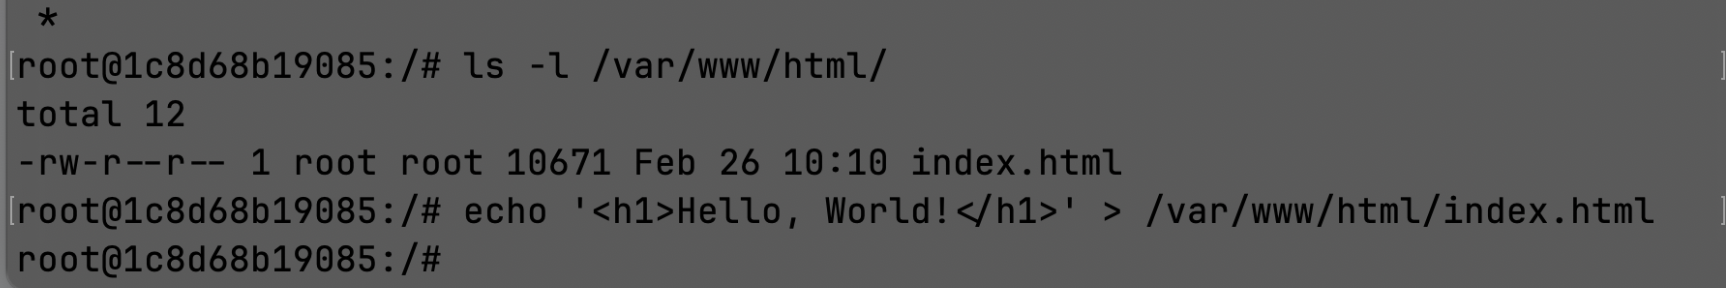 *
[root@1c8d68b19085:/# ls -l /var/www/html/ ]
total 12
-rw-r--r-- 1 root root 10671 Feb 26 10:10 index.html
[root@1c8d68b19085:/# echo '<h1>Hello, World!</h1>' > /var/www/html/index.html ]
root@1c8d68b19085:/#